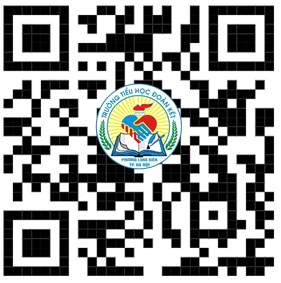 TRƯỜNG TIỂU HỌC ĐOÀN KẾT
PHƯỜNG LONG BIÊN
TP. HÀ NỘI